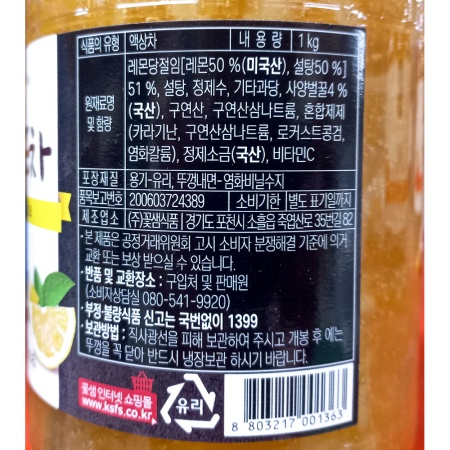 식품의 유형 액상차 내 용 량 1 kg
원재료명 및 함량 레몬당절임[레몬50 %(미국산), 설탕50 %]
51 %, 설탕, 정제수, 기타과당, 사양벌꿀4 %
(국산), 구연산, 구연산삼나트륨, 혼합제제
(카라기난, 구연산삼나트륨, 로커스트콩검,
염화칼륨), 정제소금(국산), 비타민C
포장재질 용기-유리, 뚜껑내면-염화비닐수지
품목보고번호 200603724389 소비기한 별도 표기일까지
제조업소 (주)꽃샘식품 | 경기도 포천시 소흘읍 죽엽산로 35번길 82
• 본 제품은 공정거래위원회 고시 소비자 분쟁해결 기준에 의거
교환 또는 보상 받으실 수 있습니다.
• 반품 및 교환장소 : 구입처 및 판매원
(소비자상담실 080-541-9920)
• 부정·불량식품 신고는 국번없이 1399
• 보관방법 : 직사광선을 피해 보관하여 주시고 개봉 후에는
뚜껑을 꼭 닫아 반드시 냉장보관 하시기 바랍니다.
꽃샘 인터넷 쇼핑몰
www.ksfs.co.kr
유리
8 803217 001363